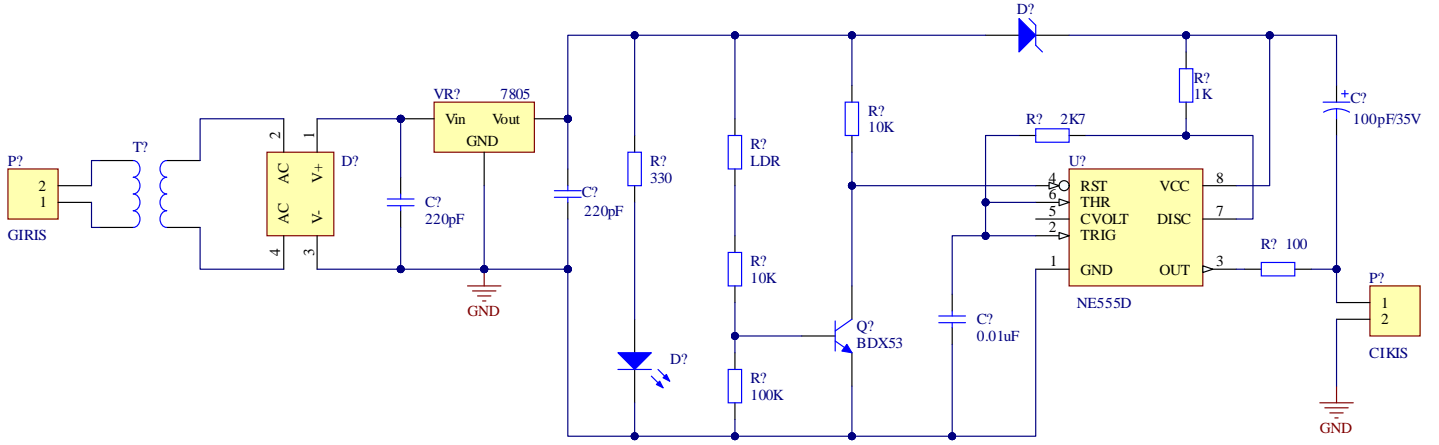 P?
2
1
GIRIS
T?
2
1
AC
V+
AC
V-
4
3
D?
C?
220pF
VR?
7805
Vin
Vout
GND
GND
C?
220pF
R?
330
D?
R?
LDR
R?
10K
R?
100K
R?
10K
Q?
BDX53
C?
0.01uF
D?
R?
1K
R?
2K7
U?
4
RST
6
THR
5
CVOLT
2
TRIG
1
GND
VCC
8
DISC
7
OUT
3
NE555D
R?
100
C?
+
100pF/35V
P?
1
2
CIKIS
GND